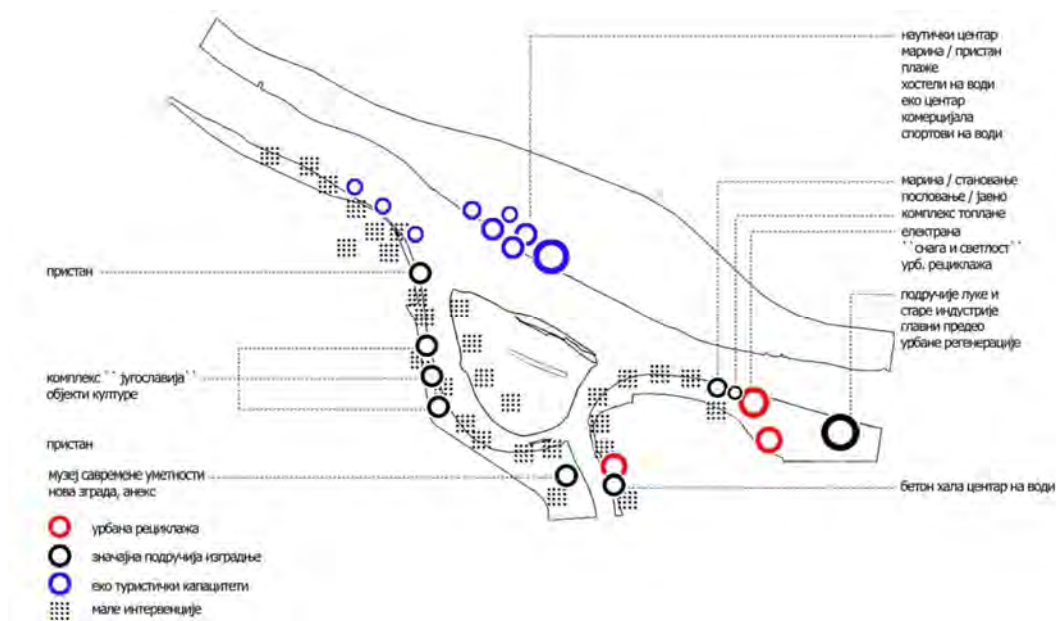 наутички центар
марина / пристан
плаже
хостели на води
еко центар
комерцијала
спортови на води
марина / становање
пословање / јавно
комплекс топлане
електрана
``снага и светлост``
урб. рециклажа
подручије луке и
старе индустрије
главни предео
урбане регенерације
пристан
комплекс `` југославија``
објекти културе
пристан
музеј савремене уметности
нова зграда, анекс
бетон хала центар на води
урбана рециклажа
значајна подручија изградње
еко туристички капацитети
мале интервенције